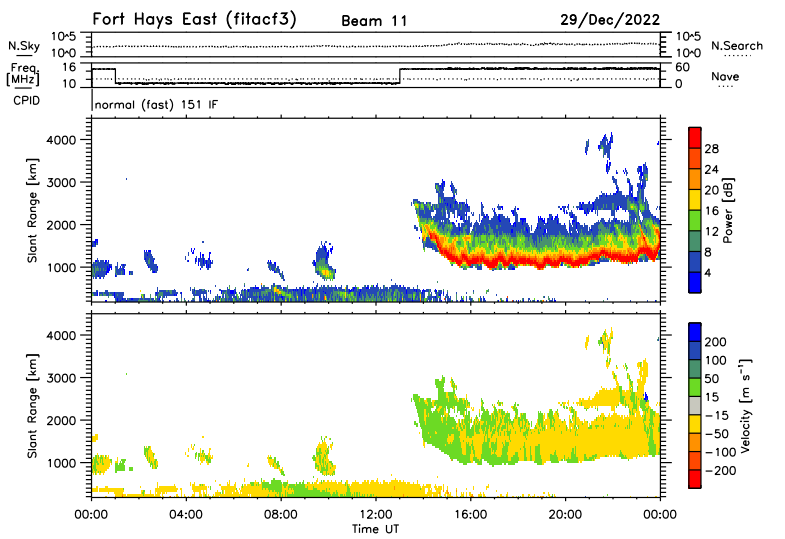 Fort Hays East (fitacf3) Beam 11 29/Dec/2022
N.Sky 10^5 10^0 10^5 10^0 N.Search
Freq. [MHz] 16 10 60 0 Nave
CPID normal (fast) 151 IF
Slant Range [km] 4000 3000 2000 1000
Power [dB] 28 24 20 16 12 8 4
Slant Range [km] 4000 3000 2000 1000
Velocity [m s⁻¹] 200 100 50 15 −15 −50 −100 −200
00:00 04:00 08:00 12:00 16:00 20:00 00:00
Time UT